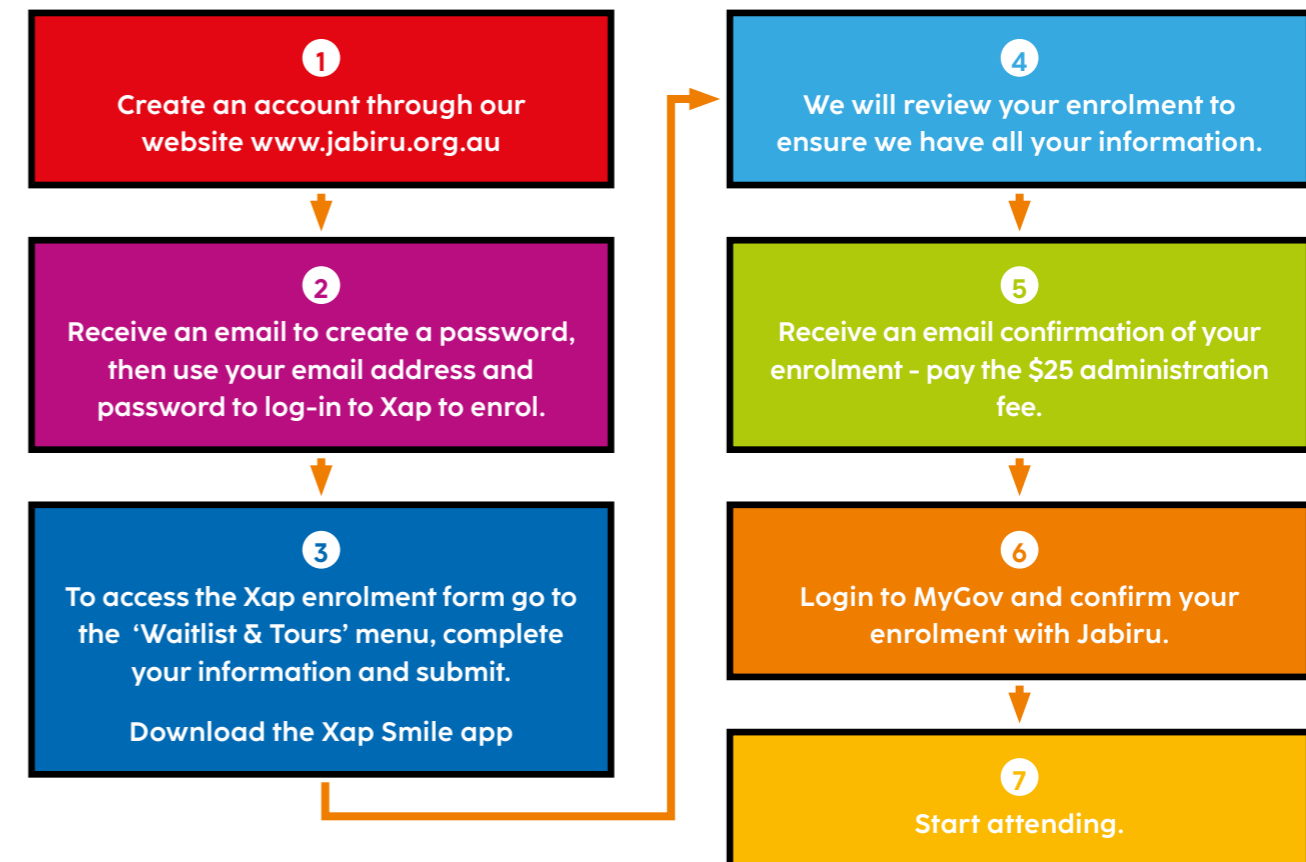 1
Create an account through our
website www.jabiru.org.au
2
Receive an email to create a password,
then use your email address and
password to log-in to Xap to enrol.
3
To access the Xap enrolment form go to
the ‘Waitlist & Tours’ menu, complete
your information and submit.
Download the Xap Smile app
4
We will review your enrolment to
ensure we have all your information.
5
Receive an email confirmation of your
enrolment - pay the $25 administration
fee.
6
Login to MyGov and confirm your
enrolment with Jabiru.
7
Start attending.